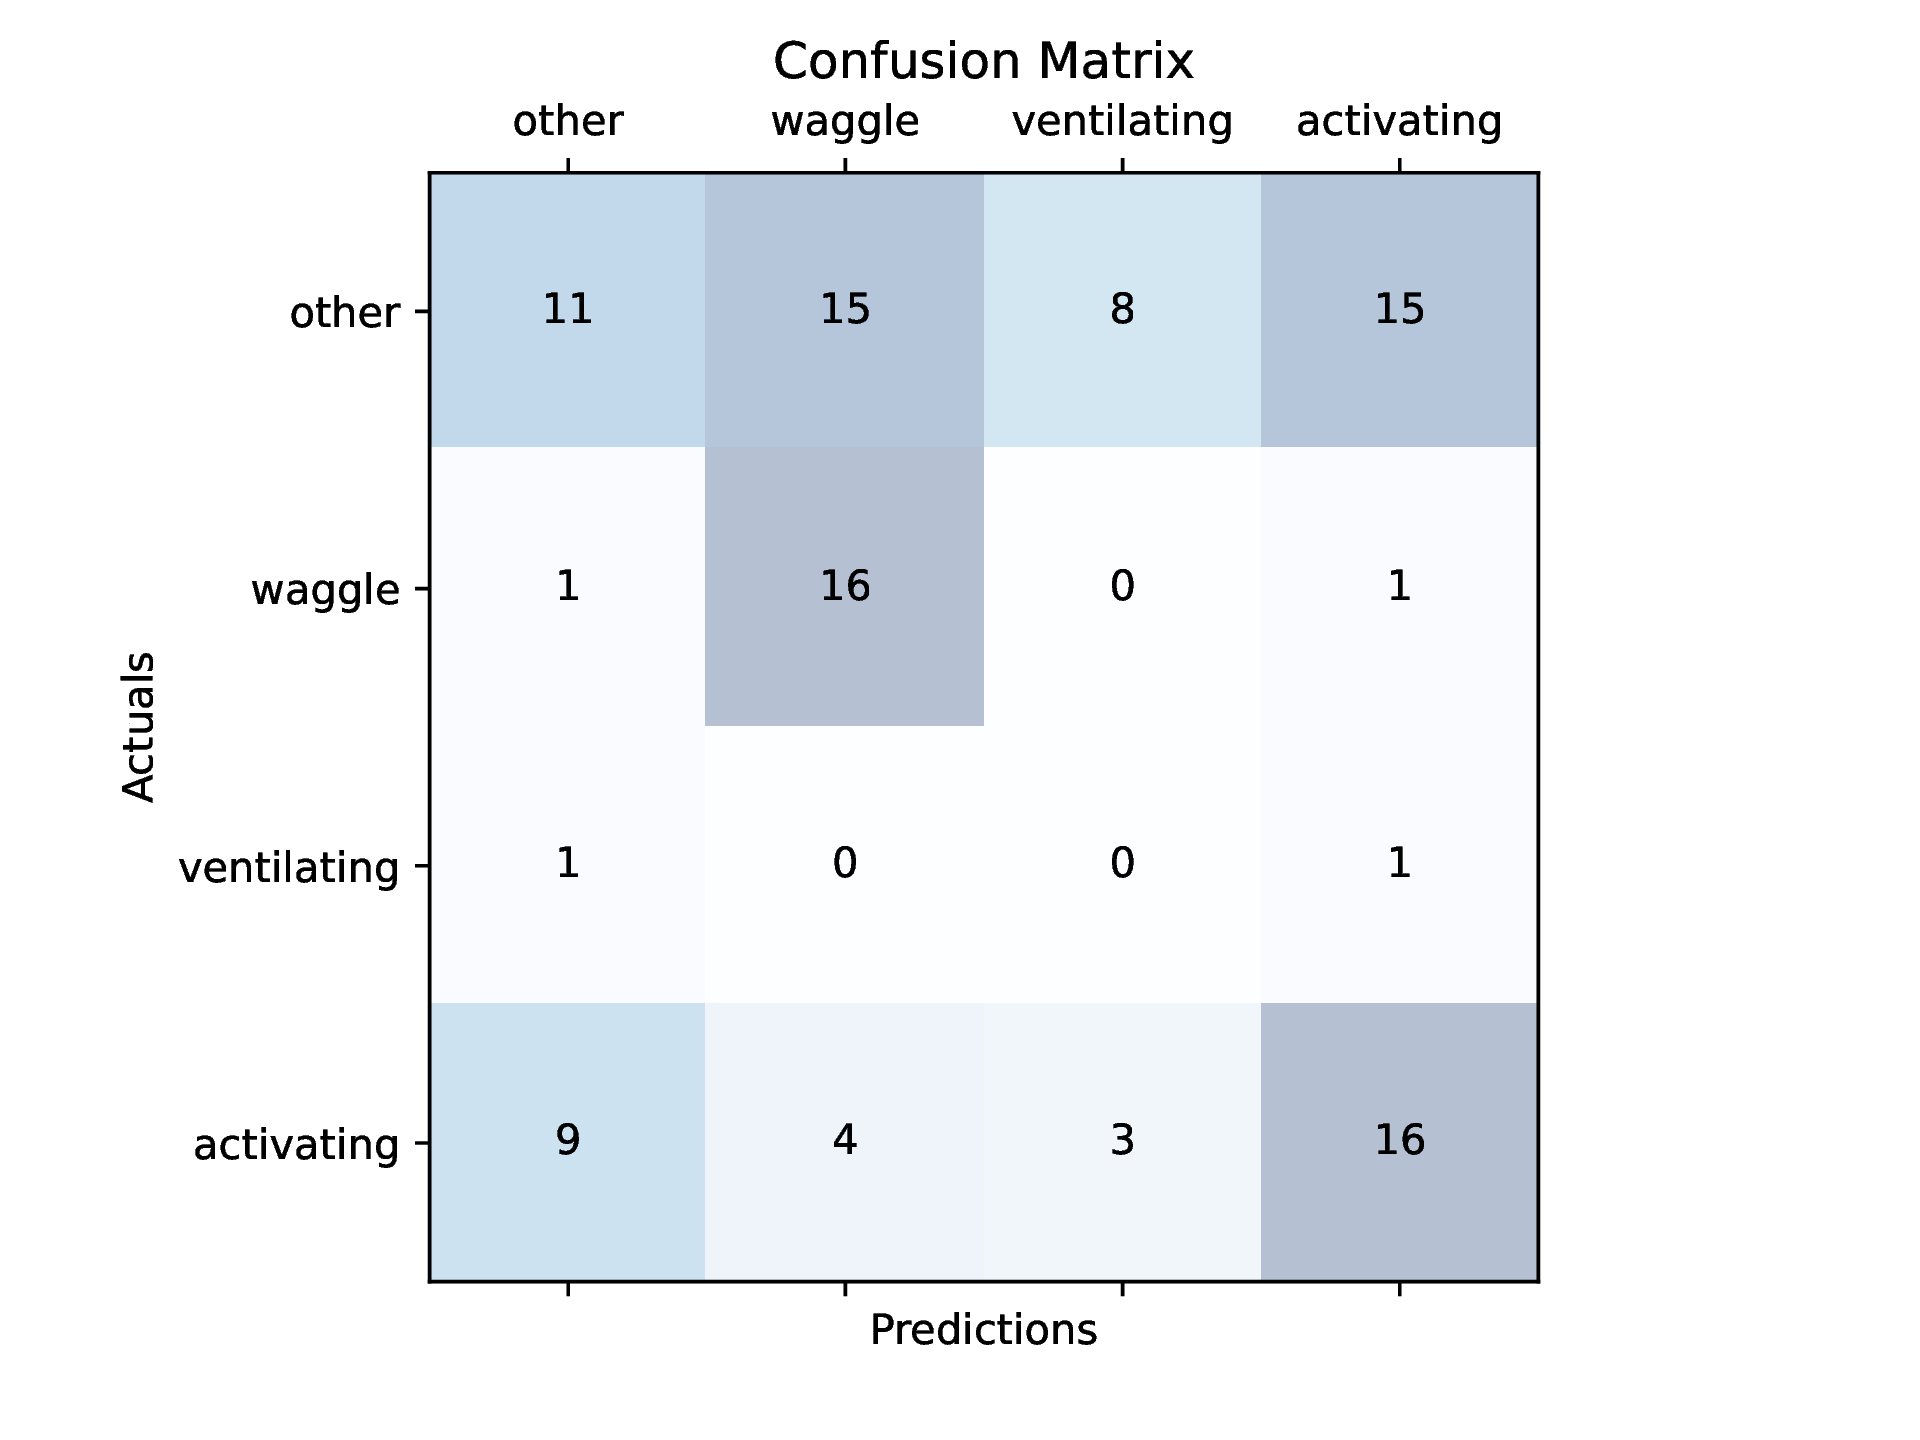 Confusion Matrix
other waggle ventilating activating
other 11 15 8 15
waggle 1 16 0 1
Actuals
ventilating 1 0 0 1
activating 9 4 3 16
Predictions